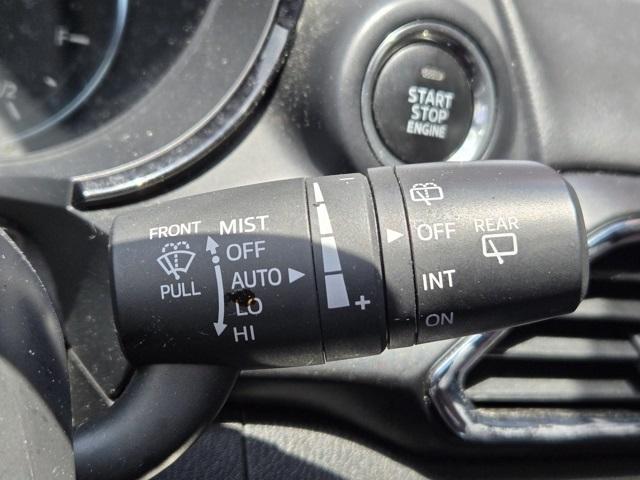 START
STOP
ENGINE
FRONT
PULL
MIST
OFF
AUTO
LO
HI
−
+
OFF
INT
ON
REAR